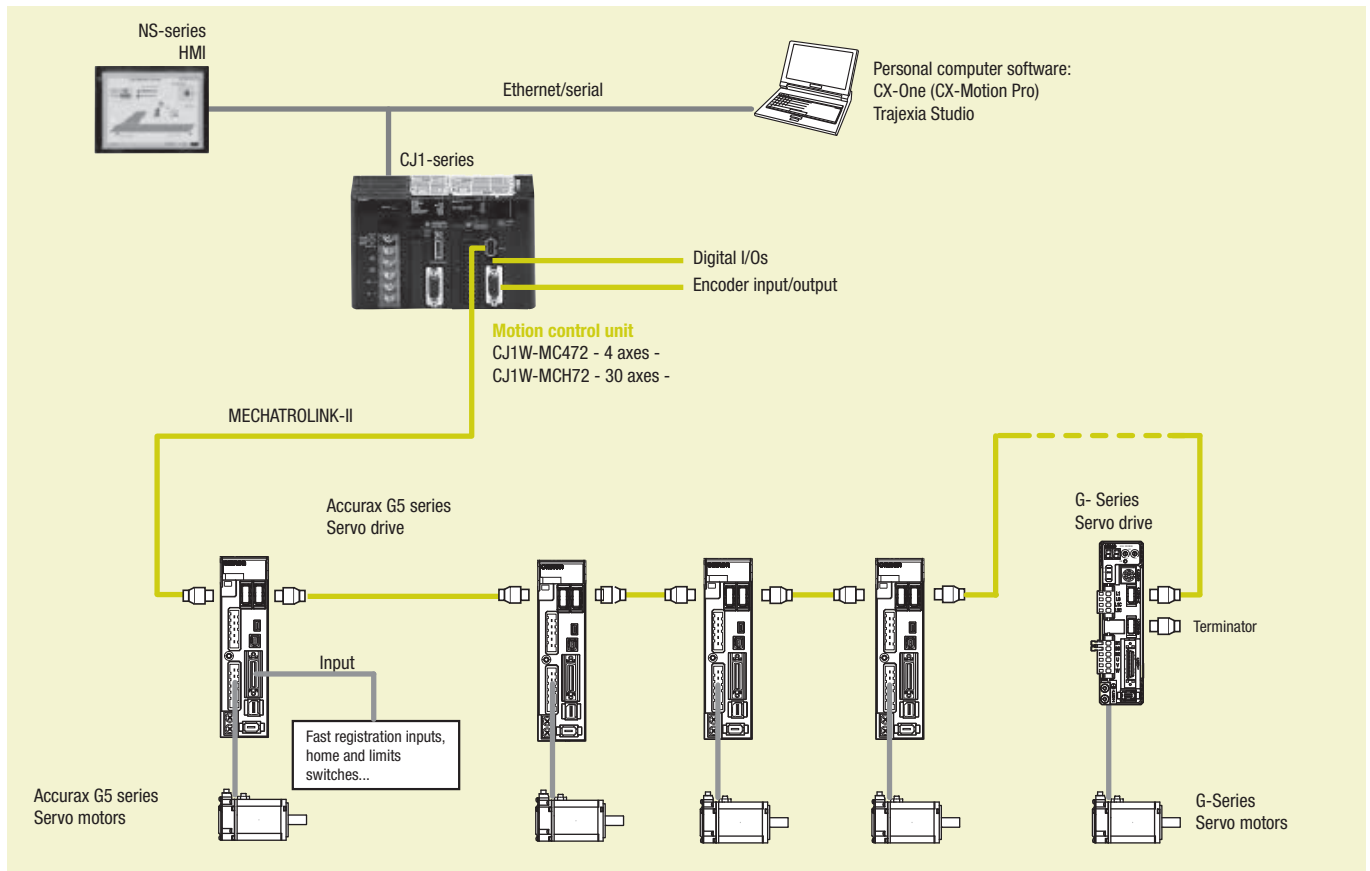 NS-series
HMI
Ethernet/serial
Personal computer software:
CX-One (CX-Motion Pro)
Trajexia Studio
CJ1-series
Digital I/Os
Encoder input/output
Motion control unit
CJ1W-MC472 - 4 axes -
CJ1W-MCH72 - 30 axes -
MECHATROLINK-II
Accurax G5 series
Servo drive
G- Series
Servo drive
Terminator
Input
Fast registration inputs,
home and limits
switches...
Accurax G5 series
Servo motors
G-Series
Servo motors